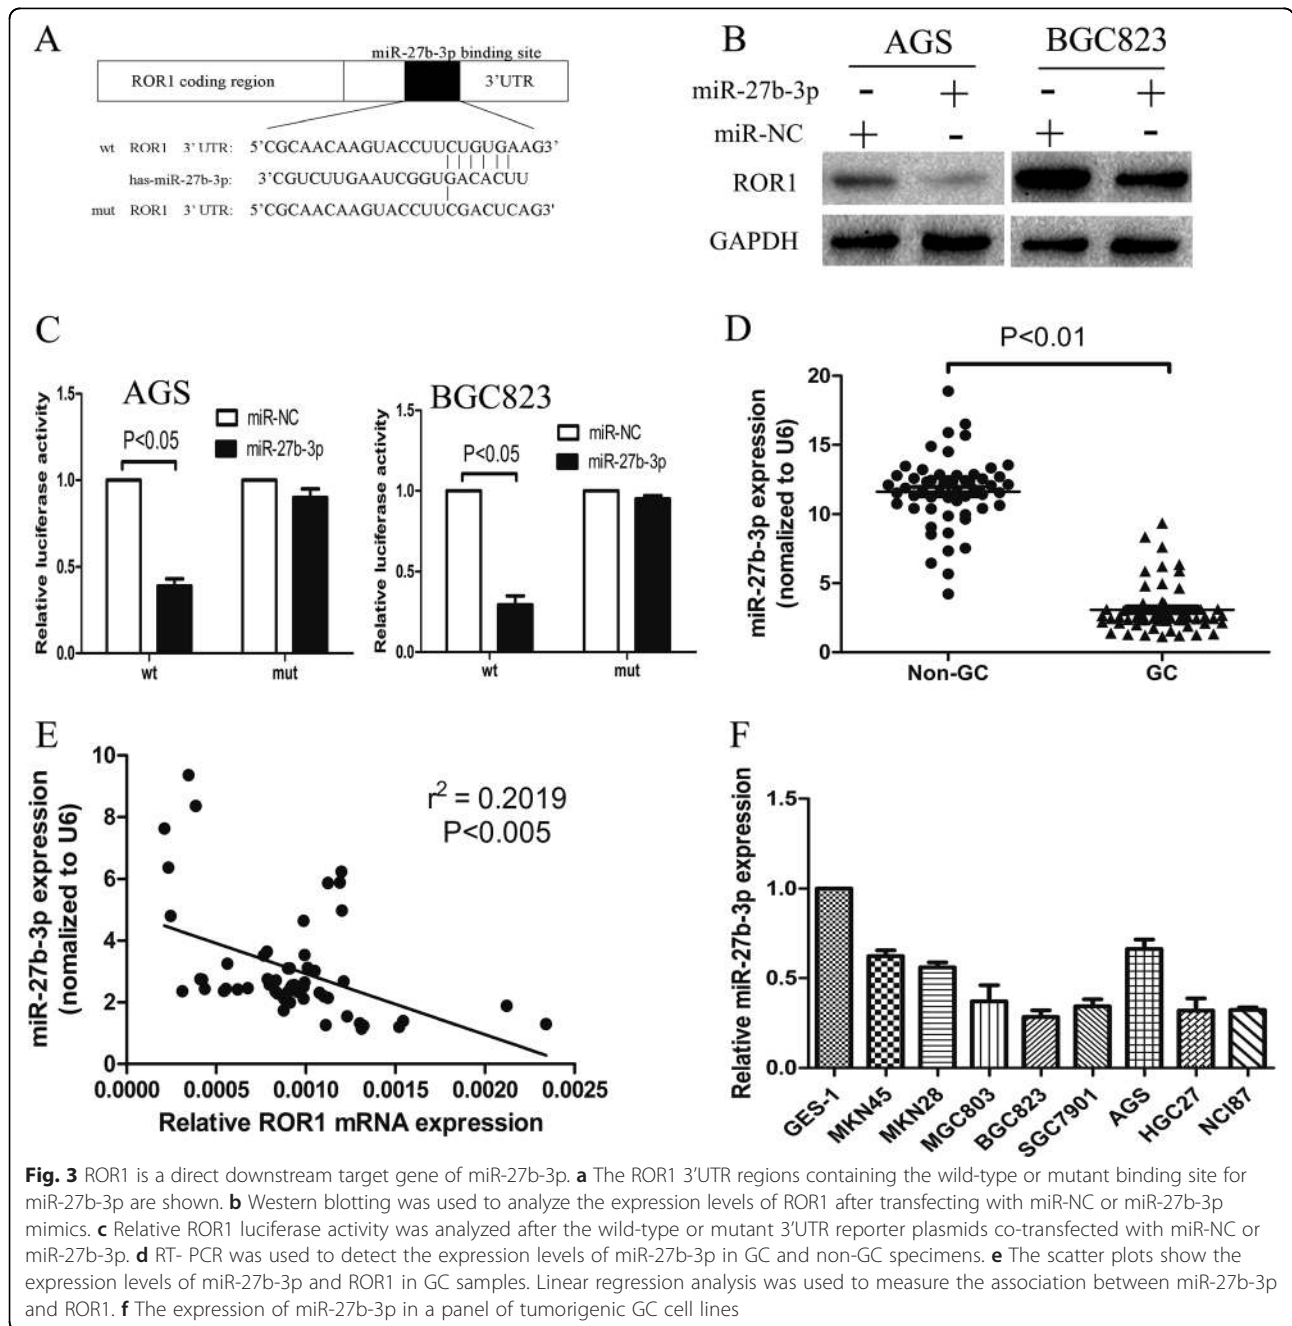 A
miR-27b-3p binding site
ROR1 coding region
3'UTR
wt ROR1 3' UTR: 5'CGCAACAAGUACCUUCUGUGAAG3'
has-miR-27b-3p: 3'CGUCUUGAAUCGGUGACACUU
mut ROR1 3' UTR: 5'CGCAACAAGUACCUUCGACUCAG3'
B
AGS BGC823
miR-27b-3p - + - +
miR-NC + - + -
ROR1
GAPDH
C
AGS
miR-NC
miR-27b-3p
P<0.05
Relative luciferase activity
1.5
1.0
0.5
0.0
wt mut
BGC823
miR-NC
miR-27b-3p
P<0.05
Relative luciferase activity
1.5
1.0
0.5
0.0
wt mut
D
P<0.01
miR-27b-3p expression
(nomalized to U6)
20
15
10
5
0
Non-GC GC
E
miR-27b-3p expression
(nomalized to U6)
10
8
6
4
2
0
r2 = 0.2019
P<0.005
0.0000 0.0005 0.0010 0.0015 0.0020 0.0025
Relative ROR1 mRNA expression
F
Relative miR-27b-3p expression
1.5
1.0
0.5
0.0
GES-1 MKN45 MKN28 MGC803 BGC823 SGC7901 AGS HGC27 NCI87
Fig. 3 ROR1 is a direct downstream target gene of miR-27b-3p. a The ROR1 3'UTR regions containing the wild-type or mutant binding site for
miR-27b-3p are shown. b Western blotting was used to analyze the expression levels of ROR1 after transfecting with miR-NC or miR-27b-3p
mimics. c Relative ROR1 luciferase activity was analyzed after the wild-type or mutant 3'UTR reporter plasmids co-transfected with miR-NC or
miR-27b-3p. d RT- PCR was used to detect the expression levels of miR-27b-3p in GC and non-GC specimens. e The scatter plots show the
expression levels of miR-27b-3p and ROR1 in GC samples. Linear regression analysis was used to measure the association between miR-27b-3p
and ROR1. f The expression of miR-27b-3p in a panel of tumorigenic GC cell lines